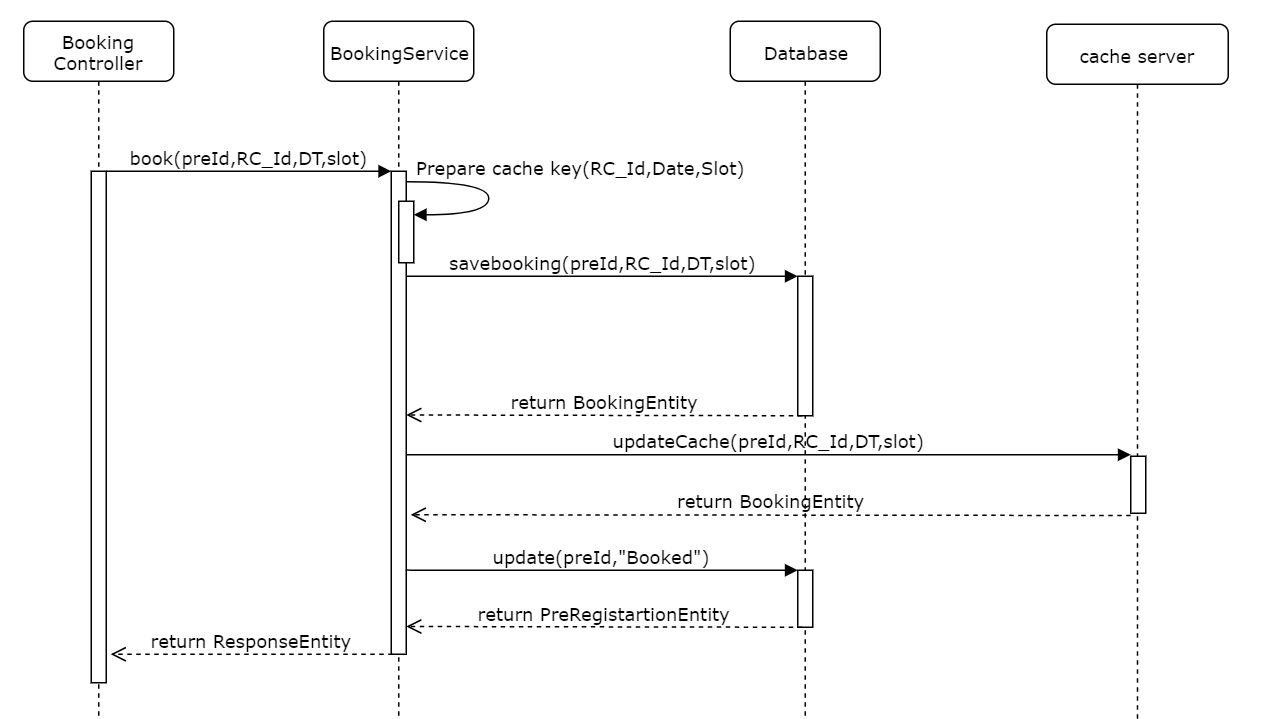 Booking
Controller
BookingService
Database
cache server
book(preId,RC_Id,DT,slot)
Prepare cache key(RC_Id,Date,Slot)
savebooking(preId,RC_Id,DT,slot)
return BookingEntity
updateCache(preId,RC_Id,DT,slot)
return BookingEntity
update(preId,"Booked")
return PreRegistartionEntity
return ResponseEntity